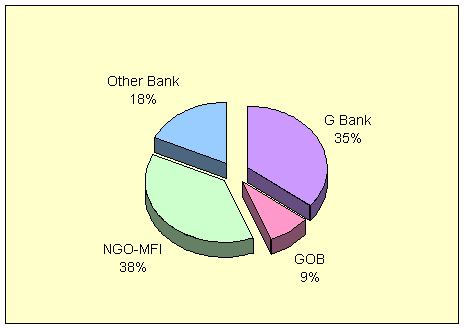 Other Bank
18%
G Bank
35%
NGO-MFI
38%
GOB
9%